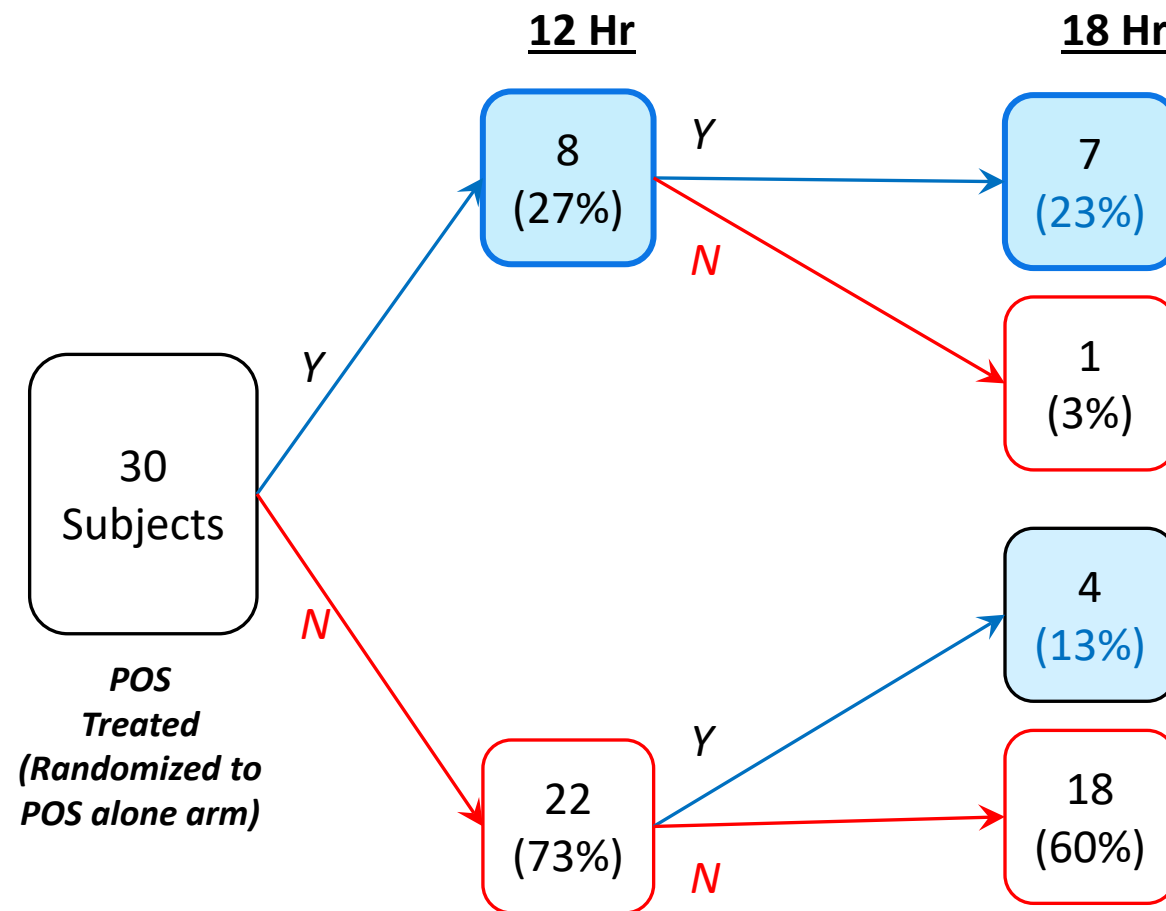 12 Hr
18 Hr
8
(27%)
Y
N
7
(23%)
1
(3%)
30
Subjects
Y
N
POS
Treated
(Randomized to
POS alone arm)
22
(73%)
Y
N
4
(13%)
18
(60%)